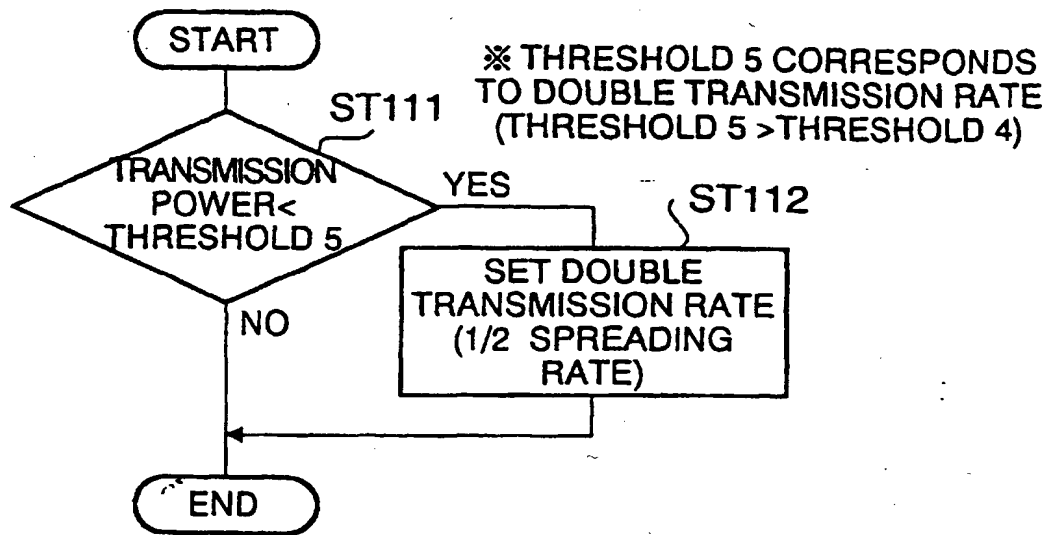 START
※ THRESHOLD 5 CORRESPONDS
TO DOUBLE TRANSMISSION RATE
(THRESHOLD 5 >THRESHOLD 4)
ST111
TRANSMISSION
POWER<
THRESHOLD 5
YES
ST112
SET DOUBLE
TRANSMISSION RATE
(1/2 SPREADING
RATE)
NO
END